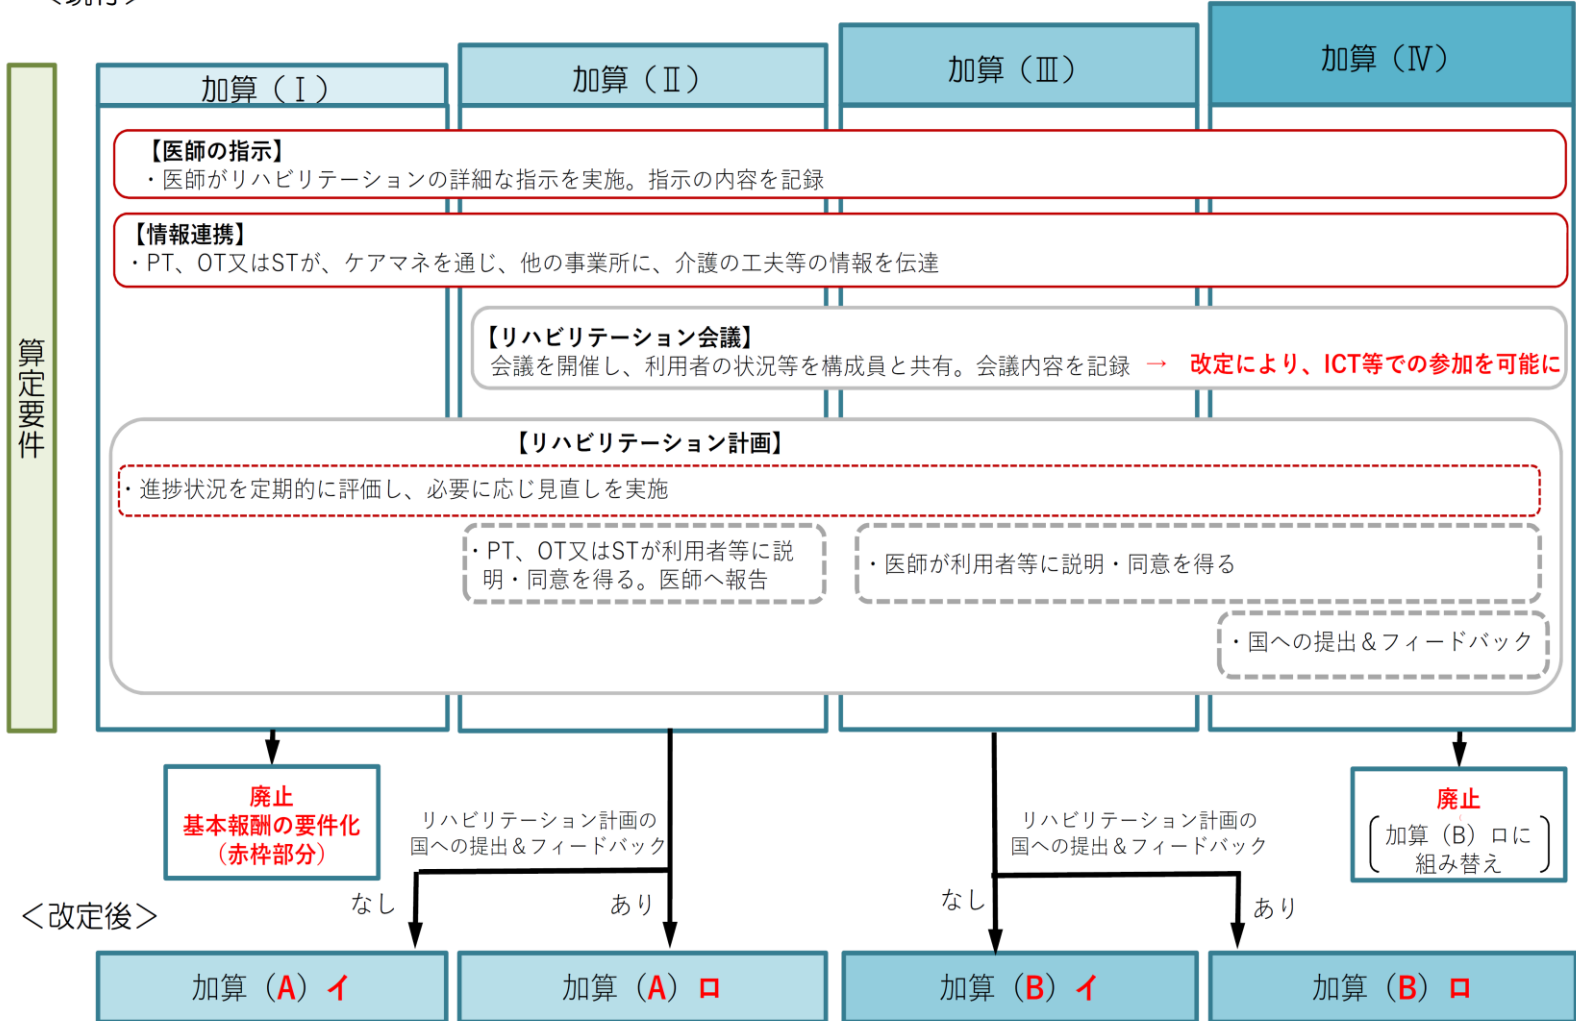 加算（Ⅰ）
加算（Ⅱ）
加算（Ⅲ）
加算（Ⅳ）
算定要件
【医師の指示】
・医師がリハビリテーションの詳細な指示を実施。指示の内容を記録
【情報連携】
・PT、OT又はSTが、ケアマネを通じ、他の事業所に、介護の工夫等の情報を伝達
【リハビリテーション会議】
会議を開催し、利用者の状況等を構成員と共有。会議内容を記録 → 改定により、ICT等での参加を可能に
【リハビリテーション計画】
・進捗状況を定期的に評価し、必要に応じ見直しを実施
・PT、OT又はSTが利用者等に説
明・同意を得る。医師へ報告
・医師が利用者等に説明・同意を得る
・国への提出＆フィードバック
廃止
基本報酬の要件化
（赤枠部分）
リハビリテーション計画の
国への提出＆フィードバック
なし
あり
リハビリテーション計画の
国への提出＆フィードバック
なし
あり
廃止
加算（B）ロに
組み替え
＜改定後＞
加算（A）イ
加算（A）ロ
加算（B）イ
加算（B）ロ